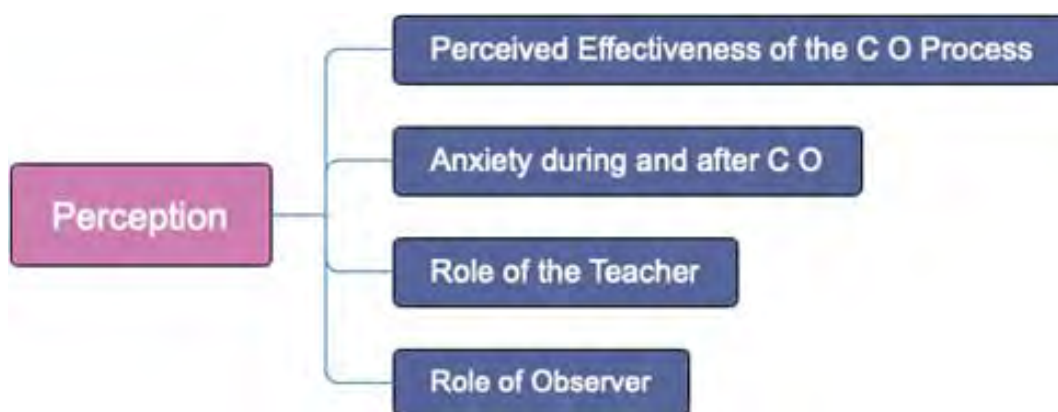 Perception
Perceived Effectiveness of the C O Process
Anxiety during and after C O
Role of the Teacher
Role of Observer